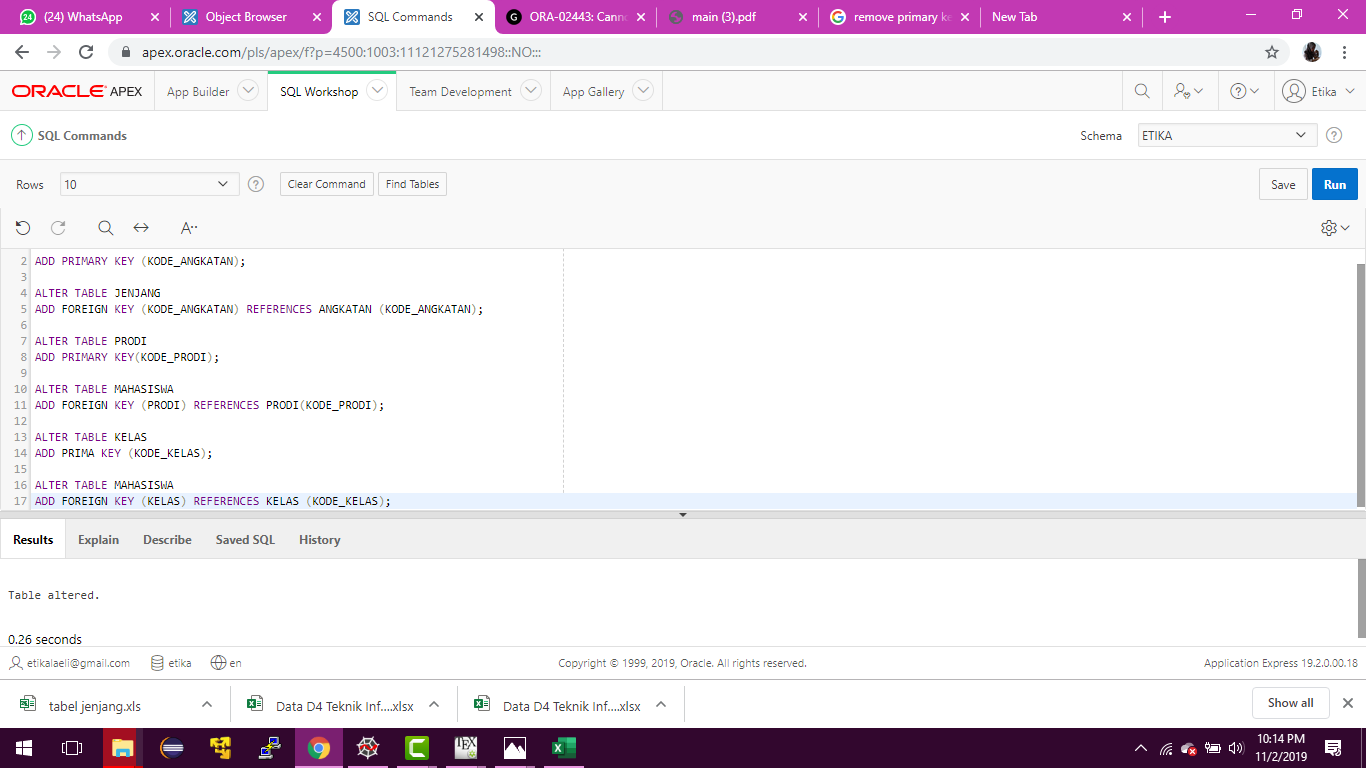 (24) WhatsApp
Object Browser
SQL Commands
ORA-02443: Canno
main (3).pdf
remove primary ke
New Tab
apex.oracle.com/pls/apex/f?p=4500:1003:11121275281498::NO:::
ORACLE APEX
App Builder
SQL Workshop
Team Development
App Gallery
Etika
SQL Commands
Schema
ETIKA
Rows
10
Clear Command
Find Tables
Save
Run
2 ADD PRIMARY KEY (KODE_ANGKATAN);
3
4 ALTER TABLE JENJANG
5 ADD FOREIGN KEY (KODE_ANGKATAN) REFERENCES ANGKATAN (KODE_ANGKATAN);
6
7 ALTER TABLE PRODI
8 ADD PRIMARY KEY(KODE_PRODI);
9
10 ALTER TABLE MAHASISWA
11 ADD FOREIGN KEY (PRODI) REFERENCES PRODI(KODE_PRODI);
12
13 ALTER TABLE KELAS
14 ADD PRIMA KEY (KODE_KELAS);
15
16 ALTER TABLE MAHASISWA
17 ADD FOREIGN KEY (KELAS) REFERENCES KELAS (KODE_KELAS);
Results
Explain
Describe
Saved SQL
History
Table altered.
0.26 seconds
etikalaeli@gmail.com
etika
en
Copyright © 1999, 2019, Oracle. All rights reserved.
Application Express 19.2.0.00.18
tabel jenjang.xls
Data D4 Teknik Inf....xlsx
Data D4 Teknik Inf....xlsx
Show all
10:14 PM
11/2/2019